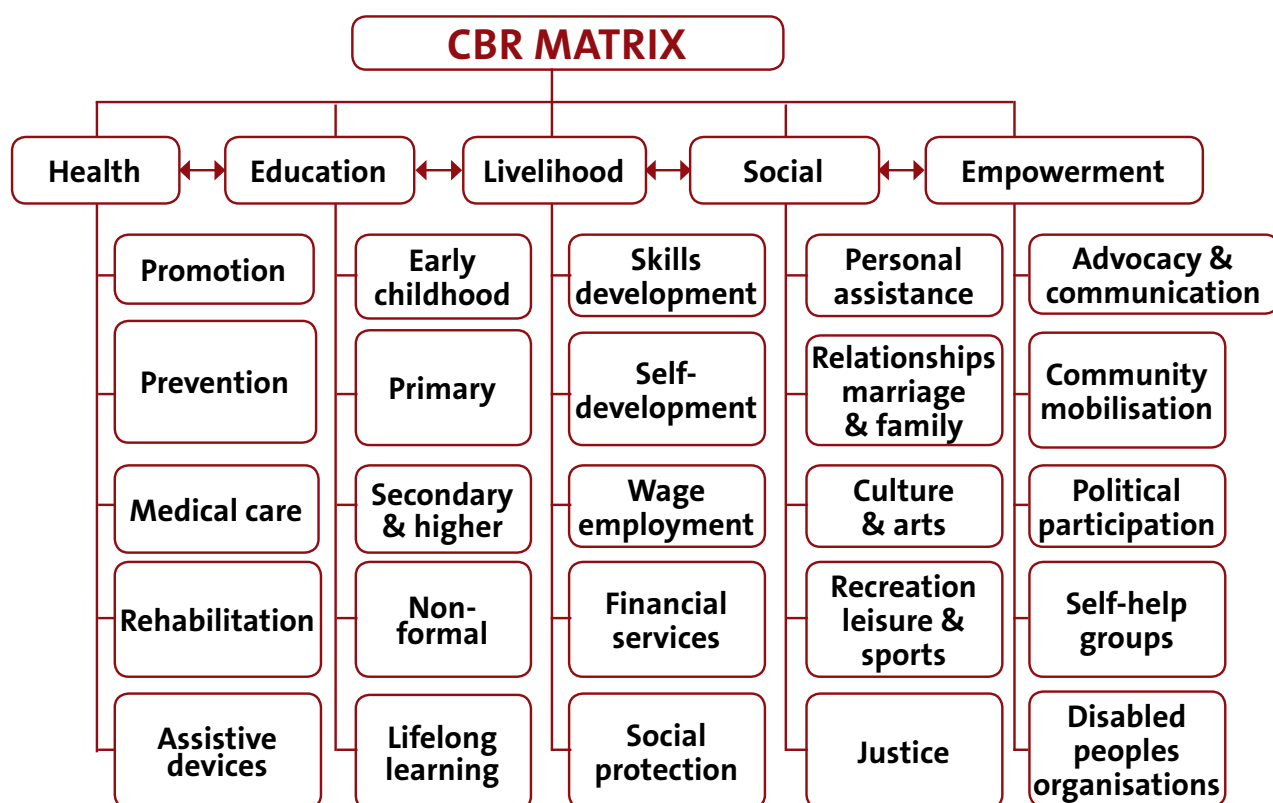 CBR MATRIX
Health
Education
Livelihood
Social
Empowerment
Promotion
Prevention
Medical care
Rehabilitation
Assistive
devices
Early
childhood
Primary
Secondary
& higher
Non-
formal
Lifelong
learning
Skills
development
Self-
development
Wage
employment
Financial
services
Social
protection
Personal
assistance
Relationships
marriage
& family
Culture
& arts
Recreation
leisure &
sports
Justice
Advocacy &
communication
Community
mobilisation
Political
participation
Self-help
groups
Disabled
peoples
organisations